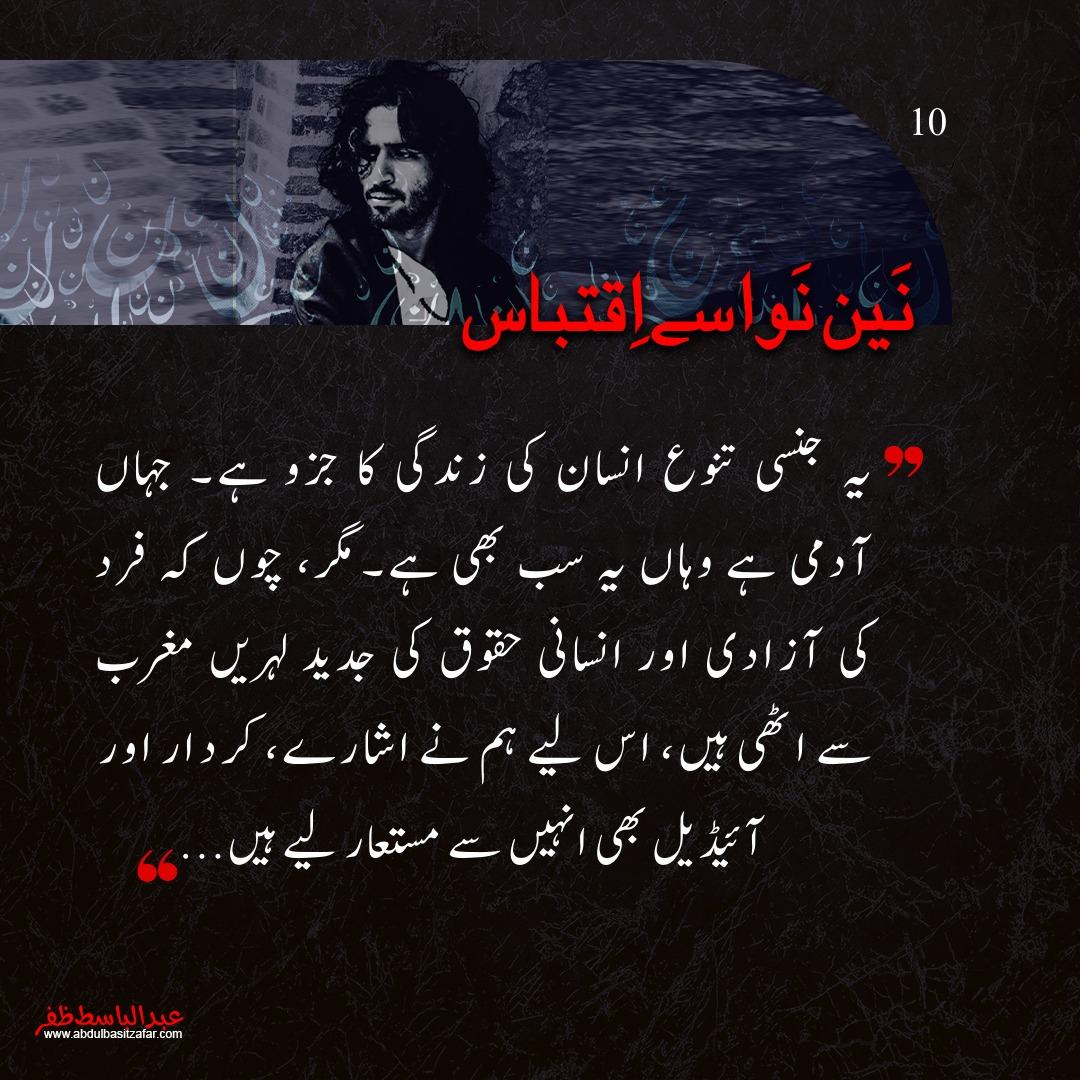 10
نَین نَوا سے اِقتباس
”یہ جنسی تنوع انسان کی زندگی کا جزو ہے۔ جہاں
آدمی ہے وہاں یہ سب بھی ہے۔ مگر، چوں کہ فرد
کی آزادی اور انسانی حقوق کی جدید لہریں مغرب
سے اٹھی ہیں، اس لیے ہم نے اشارے، کردار اور
آئیڈیل بھی انہیں سے مستعار لیے ہیں...“
عبدالباسط ظفر
www.abdulbasitzafar.com